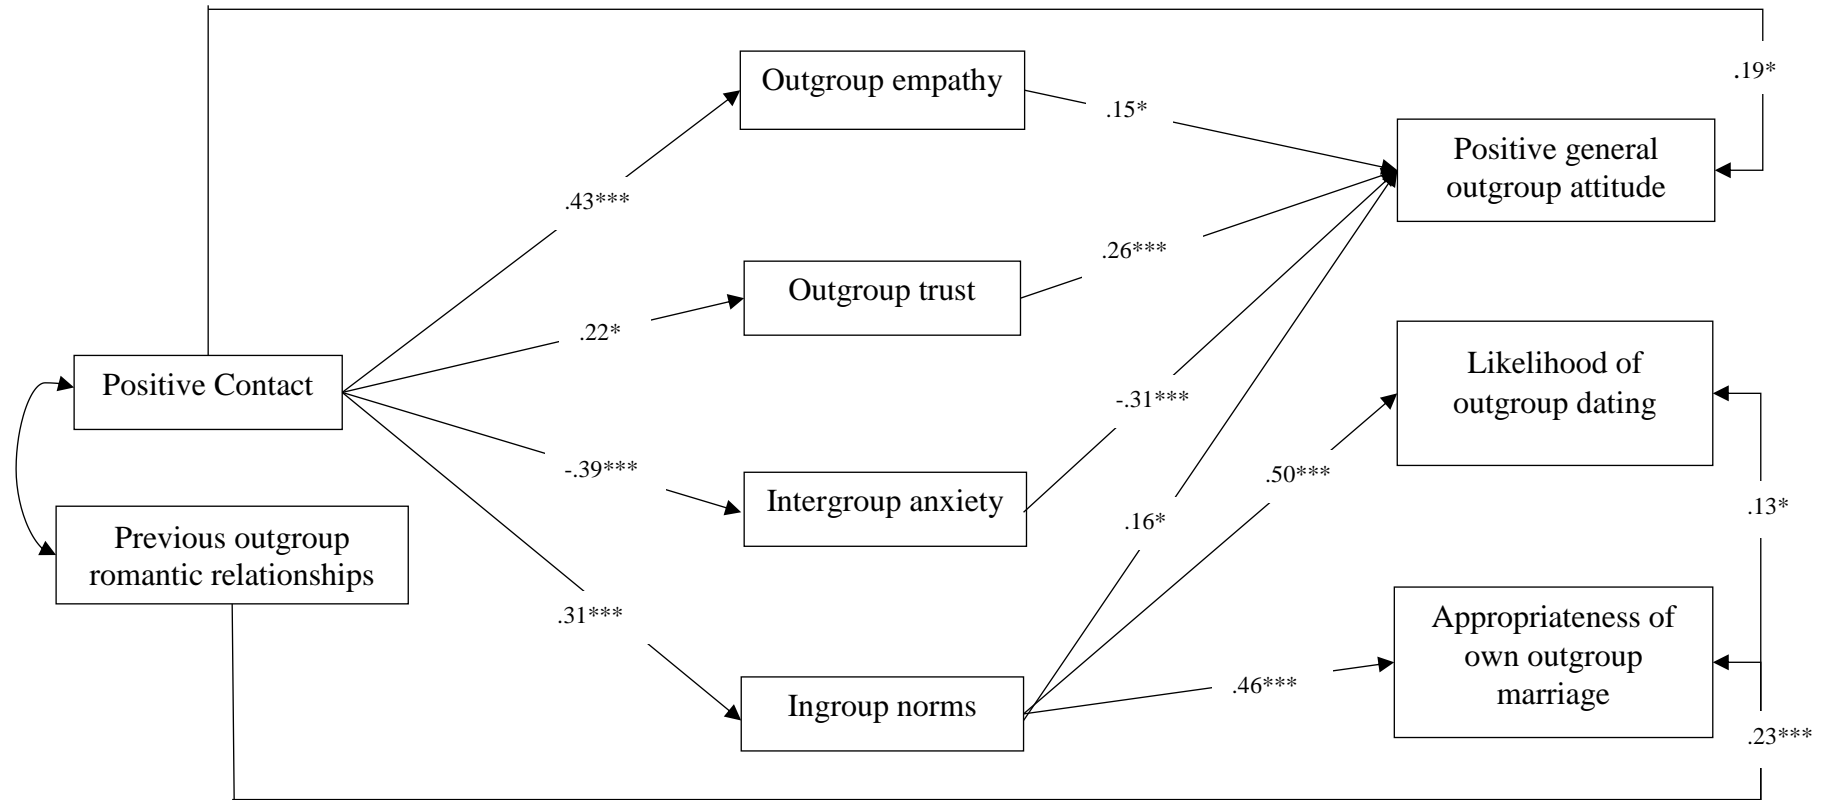 .19*
Outgroup empathy
.15*
Positive general
outgroup attitude
.43***
.26***
Outgroup trust
.22*
Likelihood of
outgroup dating
Positive Contact
-.31***
-.39***
.50***
Intergroup anxiety
.13*
.16*
Previous outgroup
romantic relationships
.31***
Appropriateness of
own outgroup
marriage
.46***
Ingroup norms
.23***